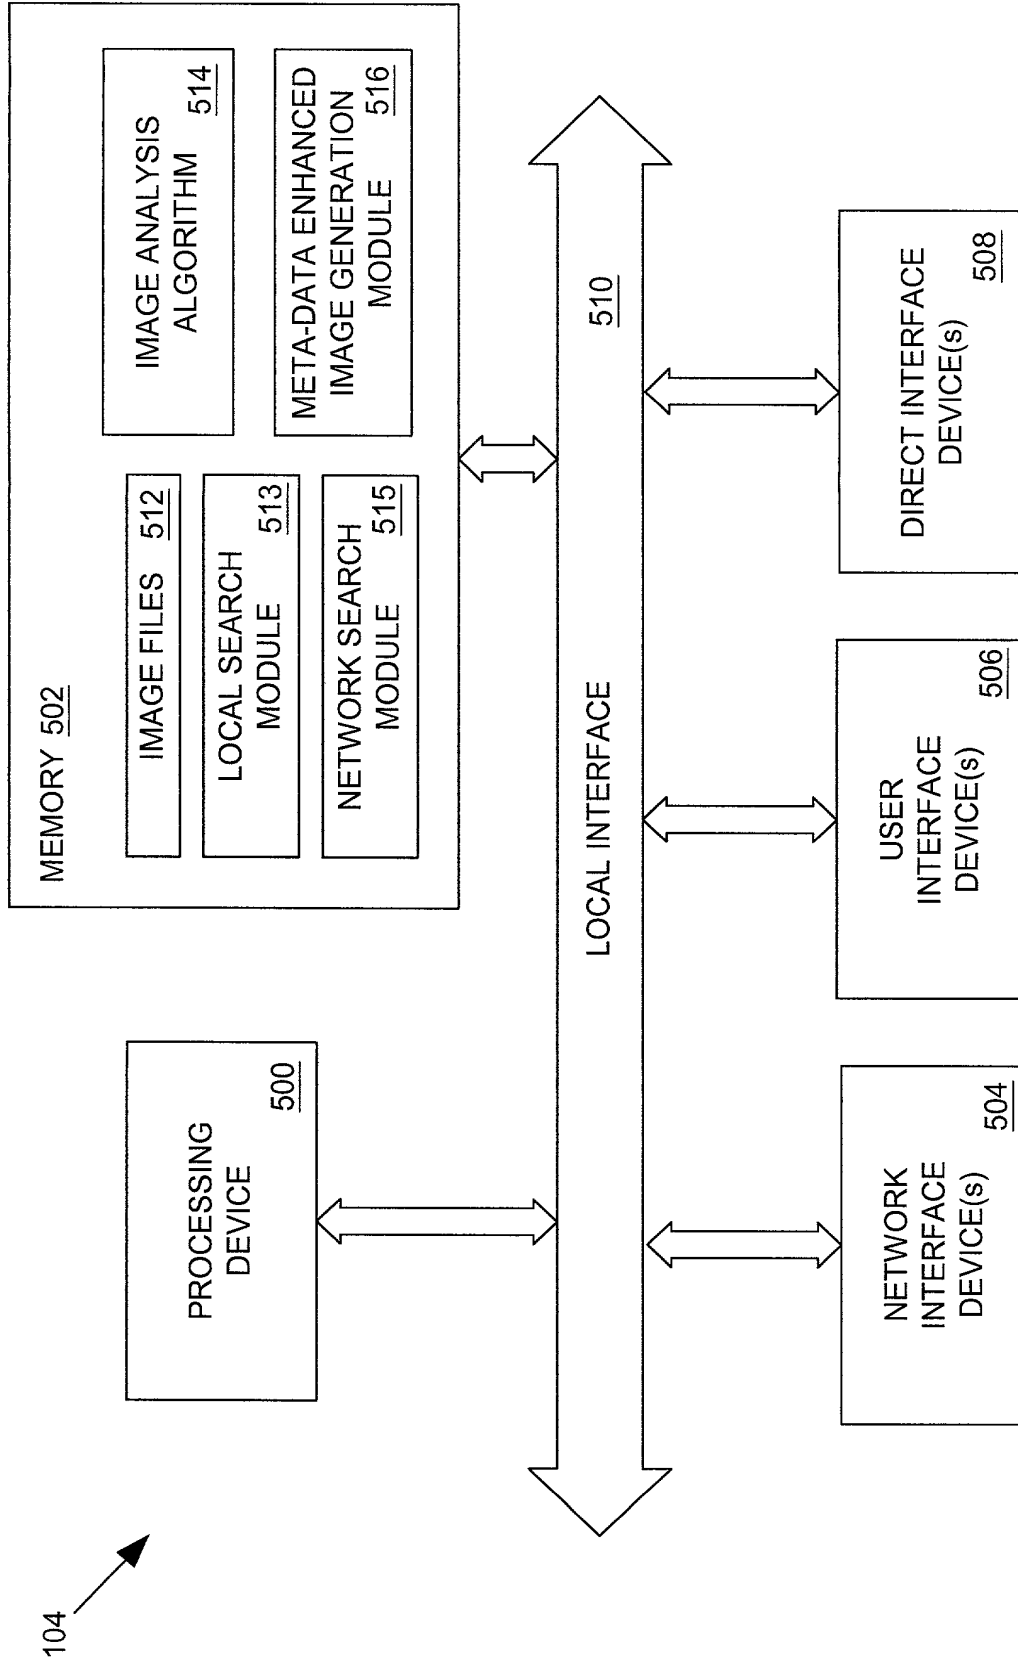 104
PROCESSING
DEVICE
500
MEMORY 502
IMAGE FILES 512
LOCAL SEARCH
MODULE 513
NETWORK SEARCH
MODULE 515
IMAGE ANALYSIS
ALGORITHM
514
META-DATA ENHANCED
IMAGE GENERATION
MODULE 516
LOCAL INTERFACE
510
NETWORK
INTERFACE
DEVICE(s)
504
USER
INTERFACE
DEVICE(s)
506
DIRECT INTERFACE
DEVICE(s)
508